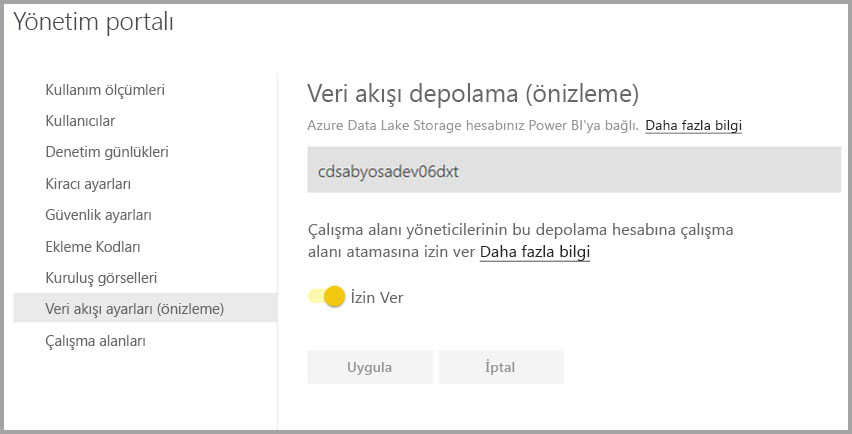 Yönetim portalı
Kullanım ölçümleri
Kullanıcılar
Denetim günlükleri
Kiracı ayarları
Güvenlik ayarları
Ekleme Kodları
Kuruluş görselleri
Veri akışı ayarları (önizleme)
Çalışma alanları
Veri akışı depolama (önizleme)
Azure Data Lake Storage hesabınız Power BI'ya bağlı. Daha fazla bilgi
cdsabyosadev06dxt
Çalışma alanı yöneticilerinin bu depolama hesabına çalışma
alanı atamasına izin ver Daha fazla bilgi
İzin Ver
Uygula
İptal